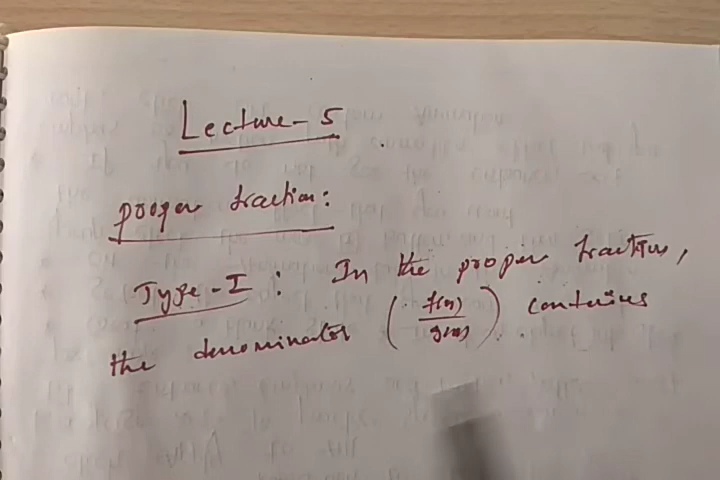 Lecture-5
proper fraction:
Type-I : In the proper fraction,
the denominator (f(x)/g(x)) contains